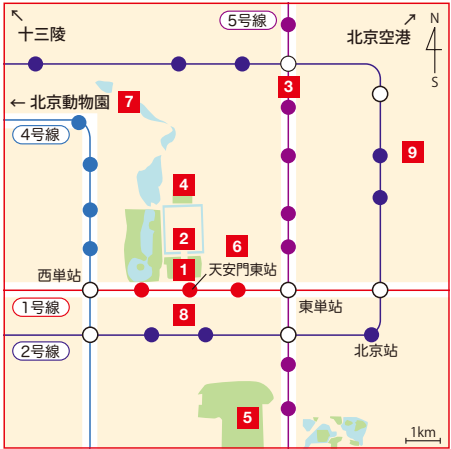 5号線
十三陵
北京空港
N
S
3
← 北京動物園
7
4号線
9
4
2
6
西単站
1
天安門東站
1号線
8
東単站
2号線
北京站
5
1km